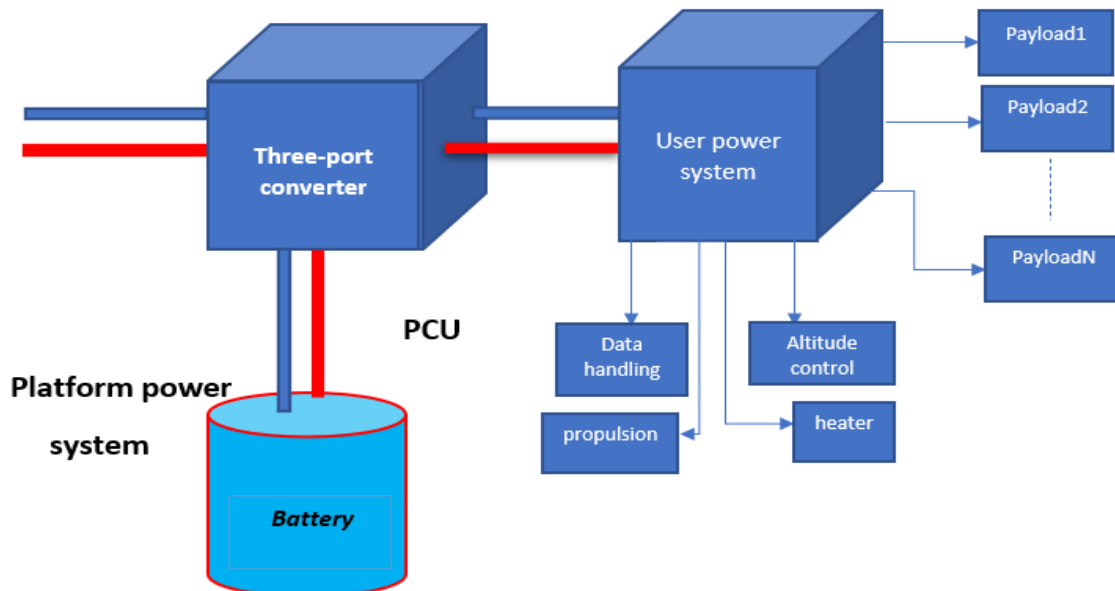 Three-port
converter
User power
system
Payload1
Payload2
PayloadN
PCU
Data
handling
Altitude
control
propulsion
heater
Platform power
system
Battery